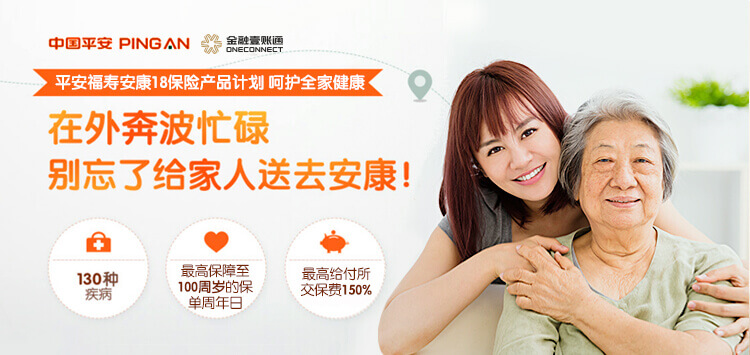 中国平安 PING AN
金融壹账通
ONECONNECT
平安福寿安康18保险产品计划 呵护全家健康
在外奔波忙碌
别忘了给家人送去安康！
130种
疾病
最高保障至
100周岁的保
单周年日
最高给付所
交保费150%